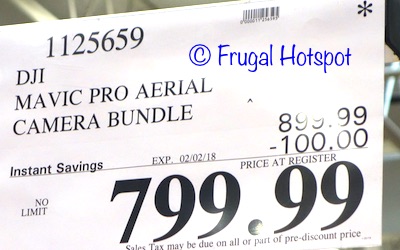 1125659
© Frugal Hotspot
*
DJI
MAVIC PRO AERIAL
CAMERA BUNDLE
899.99
-100.00
Instant Savings
EXP. 02/02/18
PRICE AT REGISTER
NO
LIMIT
799.99
Sales Tax may be due on all or part of pre-discount price